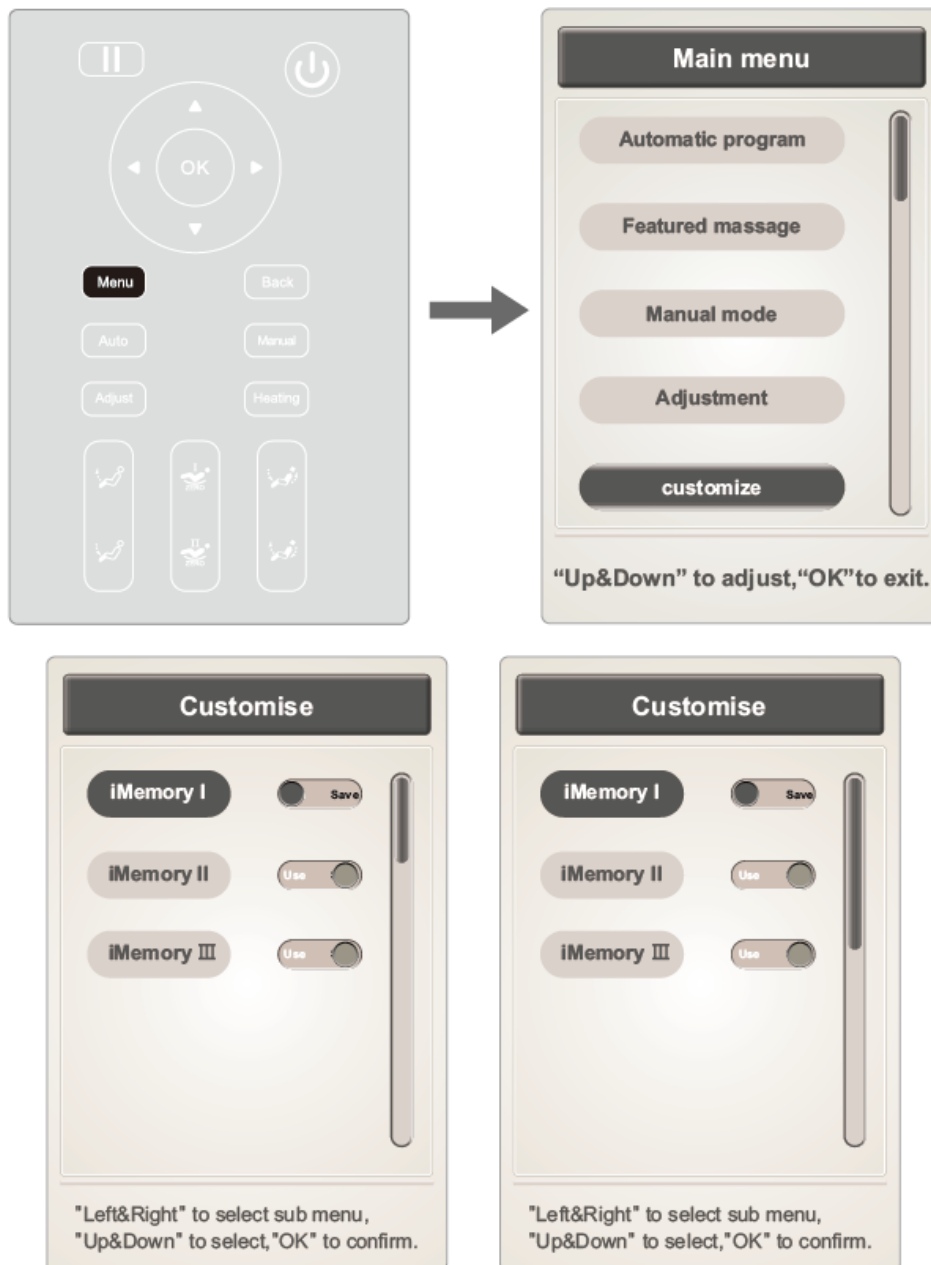 OK
Menu
Back
Auto
Manual
Adjust
Heating
I
ZERO
II
ZERO
Main menu
Automatic program
Featured massage
Manual mode
Adjustment
customize
“Up&Down” to adjust,“OK”to exit.
Customise
iMemory I
Save
iMemory II
Use
iMemory III
Use
"Left&Right" to select sub menu,
"Up&Down" to select,"OK" to confirm.
Customise
iMemory I
Save
iMemory II
Use
iMemory III
Use
"Left&Right" to select sub menu,
"Up&Down" to select,"OK" to confirm.